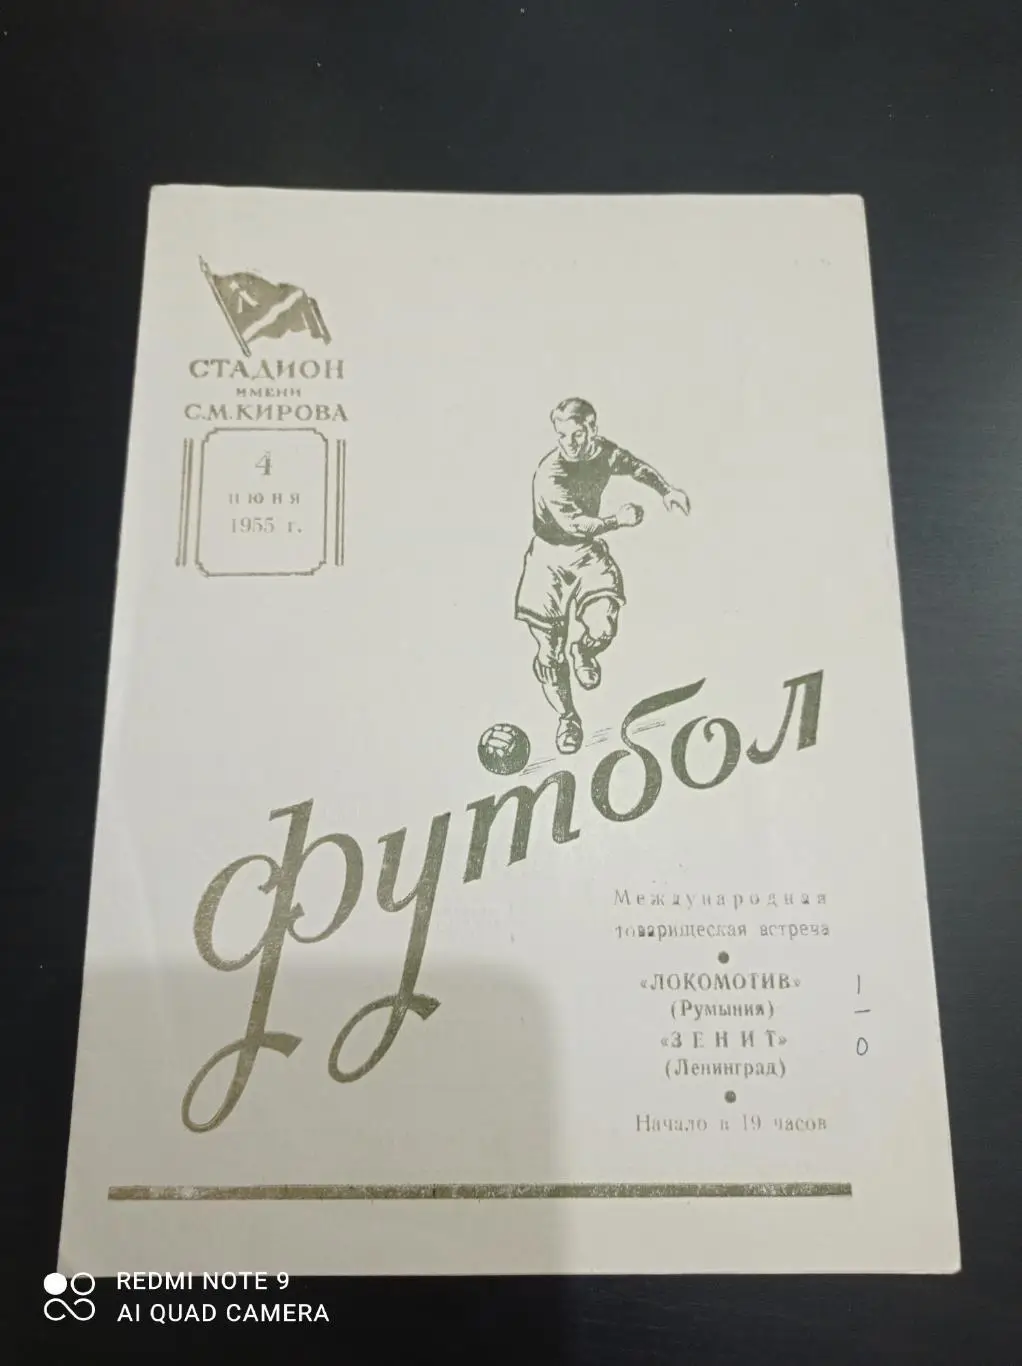 СТАДИОН
ИМЕНИ
С.М.КИРОВА
4
июня
1955 г.
Футбол
Международная
товарищеская встреча
«ЛОКОМОТИВ» 1
(Румыния) –
«ЗЕНИТ» 0
(Ленинград)
Начало в 19 часов
REDMI NOTE 9
AI QUAD CAMERA